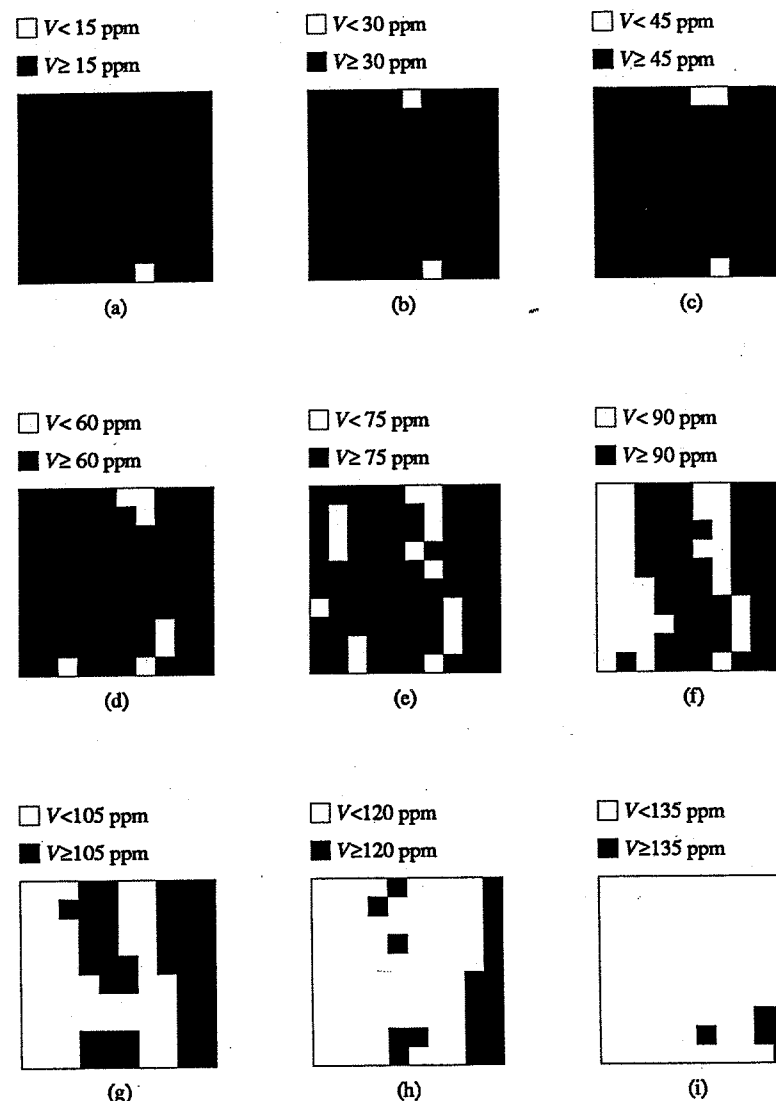 V< 15 ppm
V≥ 15 ppm
(a)
V< 30 ppm
V≥ 30 ppm
(b)
V< 45 ppm
V≥ 45 ppm
(c)
V< 60 ppm
V≥ 60 ppm
(d)
V< 75 ppm
V≥ 75 ppm
(e)
V< 90 ppm
V≥ 90 ppm
(f)
V<105 ppm
V≥105 ppm
(g)
V<120 ppm
V≥120 ppm
(h)
V<135 ppm
V≥135 ppm
(i)